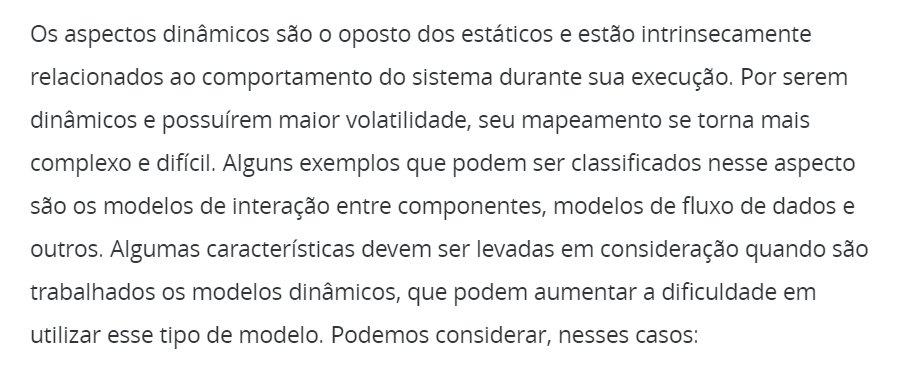 Os aspectos dinâmicos são o oposto dos estáticos e estão intrinsecamente
relacionados ao comportamento do sistema durante sua execução. Por serem
dinâmicos e possuírem maior volatilidade, seu mapeamento se torna mais
complexo e difícil. Alguns exemplos que podem ser classificados nesse aspecto
são os modelos de interação entre componentes, modelos de fluxo de dados e
outros. Algumas características devem ser levadas em consideração quando são
trabalhados os modelos dinâmicos, que podem aumentar a dificuldade em
utilizar esse tipo de modelo. Podemos considerar, nesses casos: